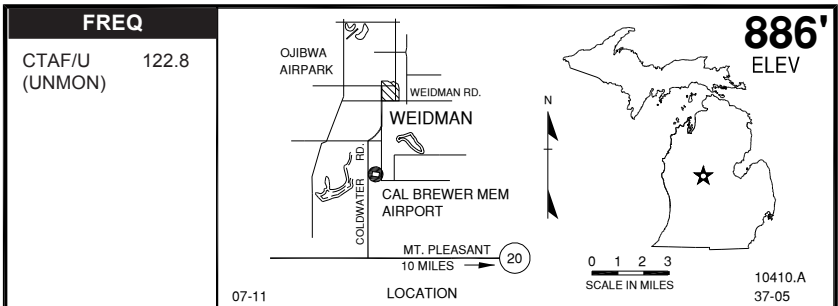 FREQ
CTAF/U 122.8
(UNMON)
OJIBWA
AIRPARK
WEIDMAN RD.
WEIDMAN
COLDWATER RD.
CAL BREWER MEM
AIRPORT
MT. PLEASANT
10 MILES
20
07-11
LOCATION
N
886'
ELEV
0 1 2 3
SCALE IN MILES
10410.A
37-05